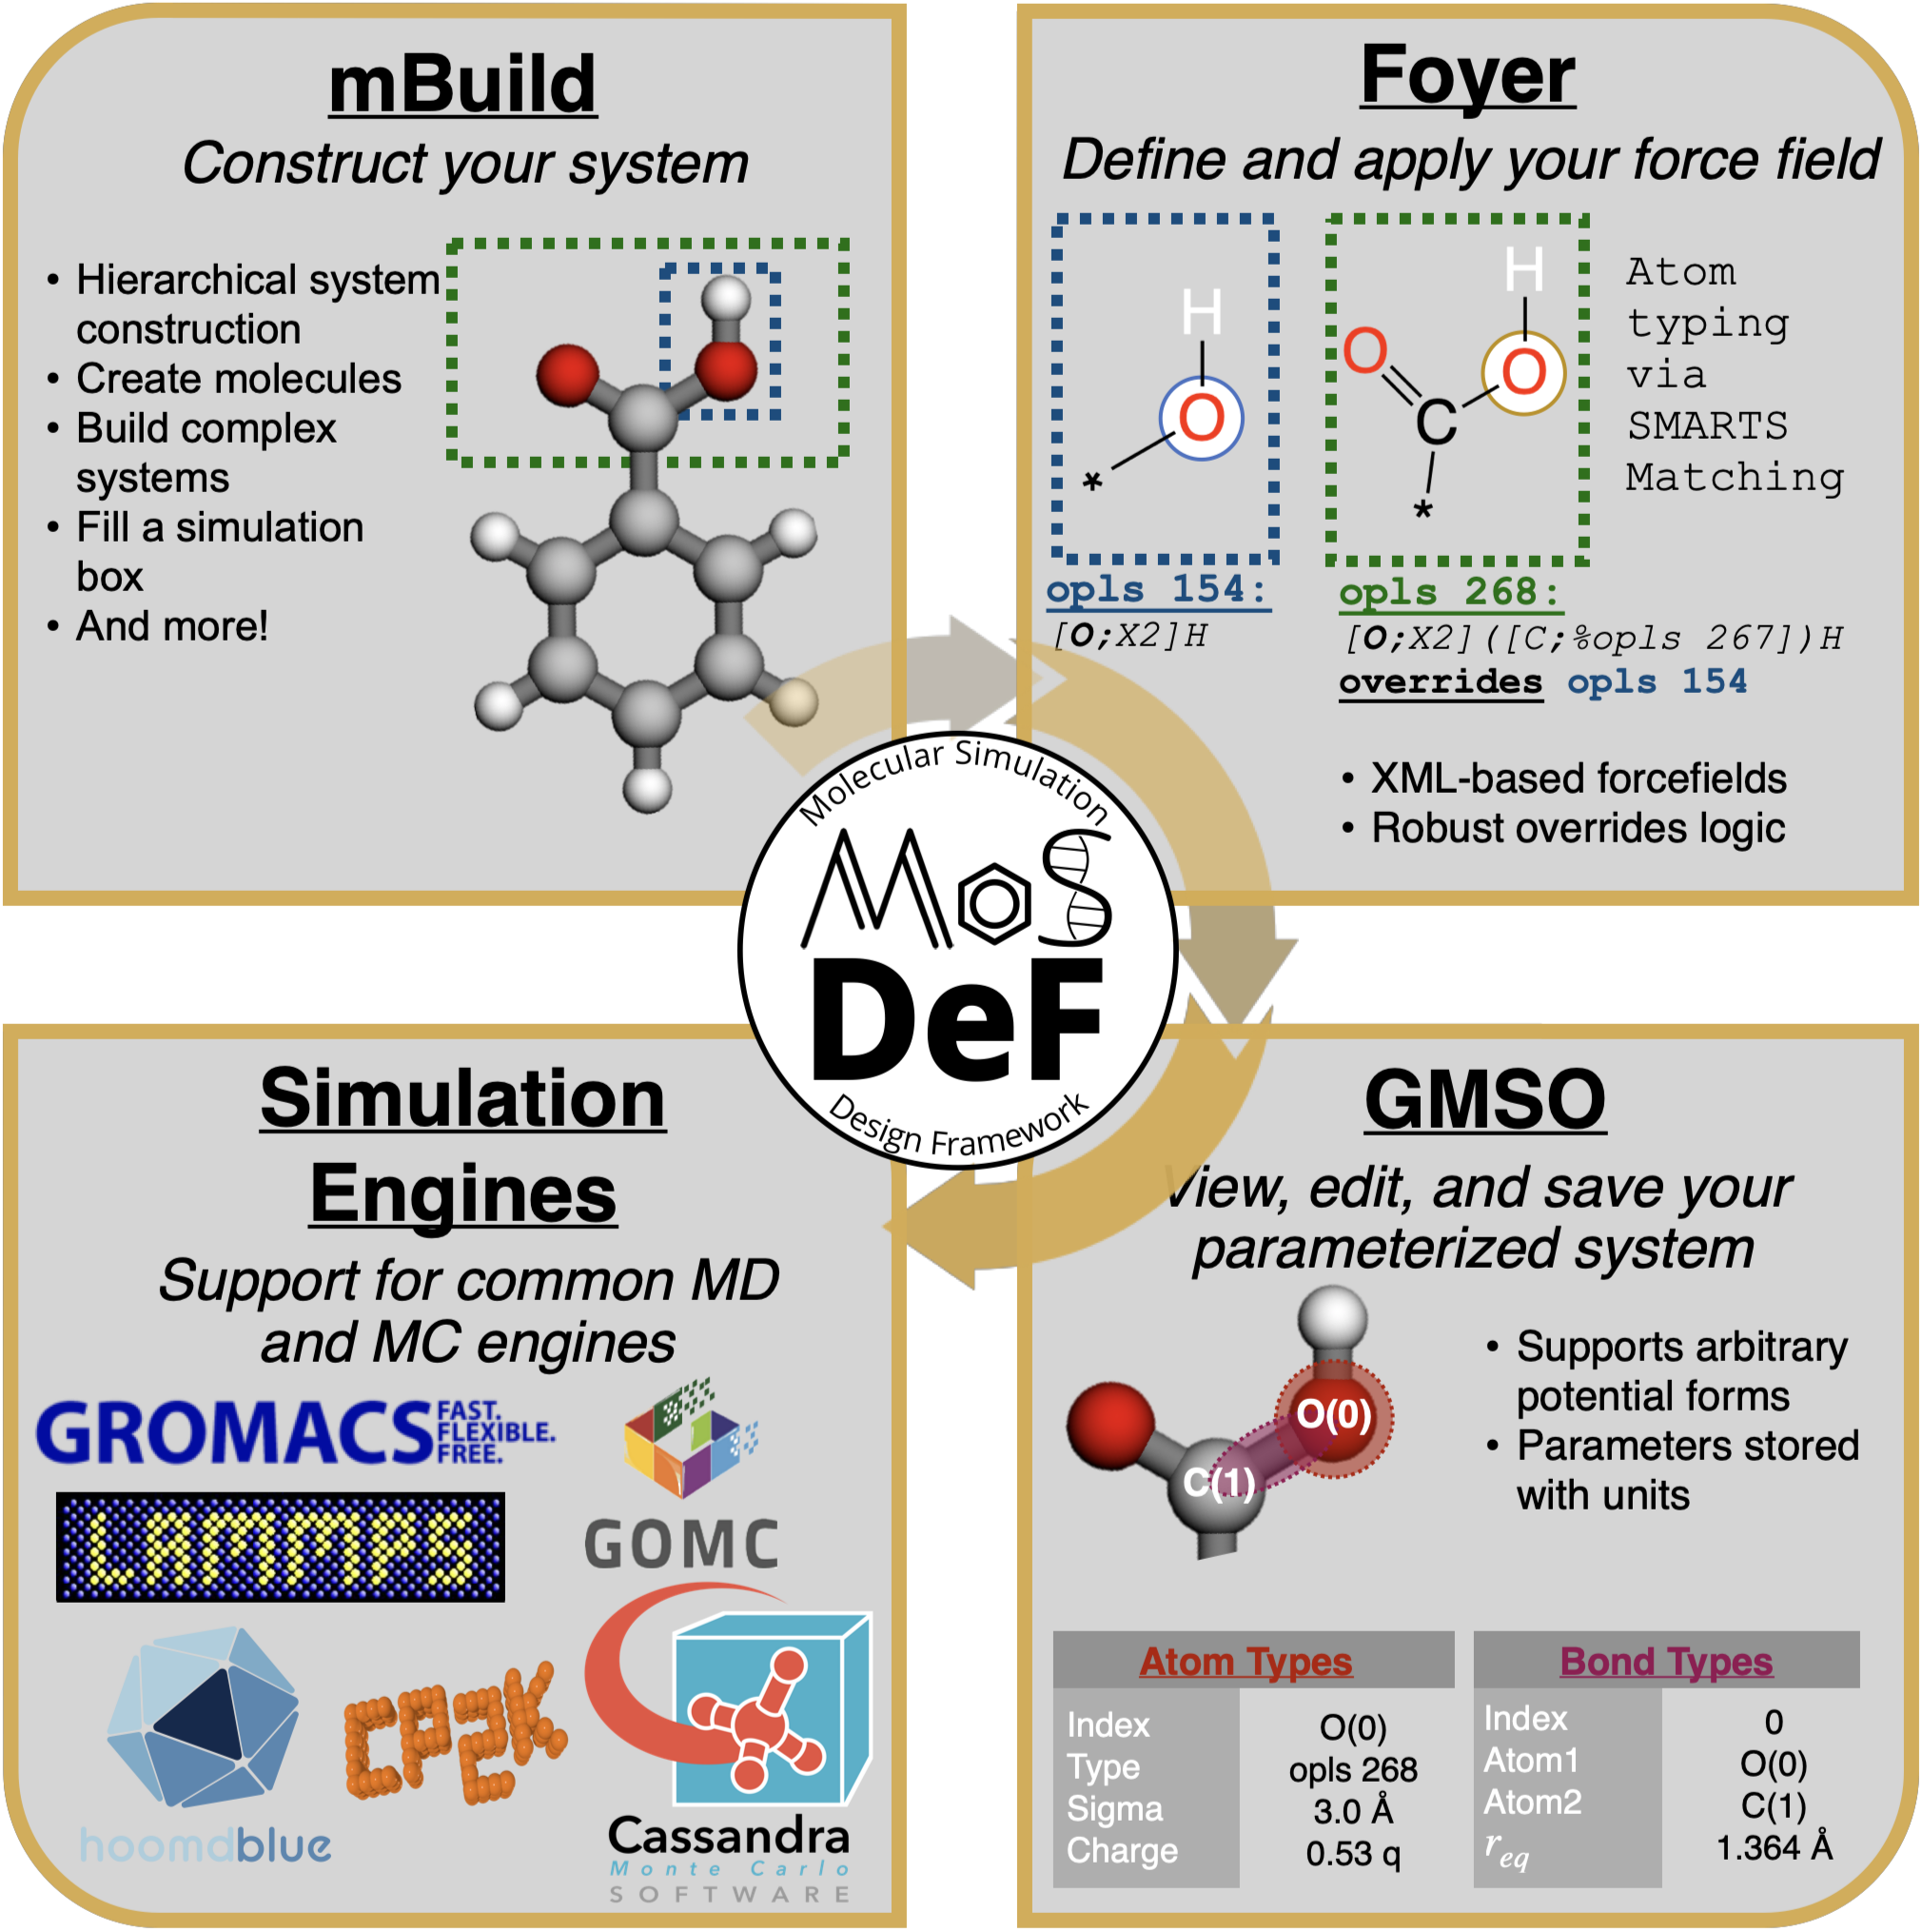 mBuild
Construct your system
• Hierarchical system
construction
• Create molecules
• Build complex
systems
• Fill a simulation
box
• And more!
Foyer
Define and apply your force field
H
O
*
H
O
O
C
*
Atom
typing
via
SMARTS
Matching
opls 154:
[O;X2]H
opls 268:
[O;X2]([C;%opls 267])H
overrides opls 154
• XML-based forcefields
• Robust overrides logic
Molecular Simulation
MoS
DeF
Design Framework
Simulation
Engines
Support for common MD
and MC engines
GROMACS
FAST.
FLEXIBLE.
FREE.
GOMC
LAMMPS
hoomdblue
CPEEK
Cassandra
Monte Carlo
SOFTWARE
GMSO
View, edit, and save your
parameterized system
O(0)
C(1)
• Supports arbitrary
potential forms
• Parameters stored
with units
Atom Types
Index O(0)
Type opls 268
Sigma 3.0 Å
Charge 0.53 q
Bond Types
Index 0
Atom1 O(0)
Atom2 C(1)
req 1.364 Å